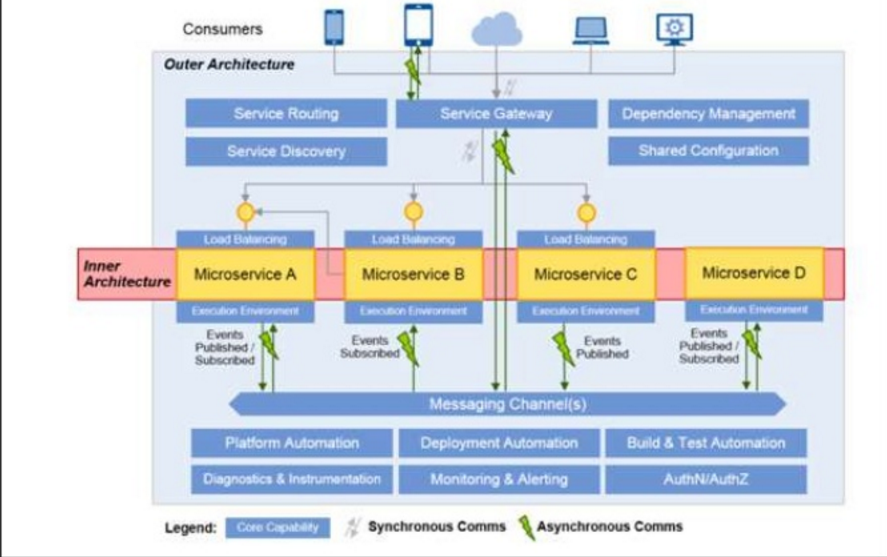 Consumers
Outer Architecture
Service Routing
Service Gateway
Dependency Management
Service Discovery
Shared Configuration
Load Balancing
Load Balancing
Load Balancing
Inner
Architecture
Microservice A
Microservice B
Microservice C
Microservice D
Execution Environment
Execution Environment
Execution Environment
Execution Environment
Events
Published /
Subscribed
Events
Subscribed
Events
Published
Events
Published /
Subscribed
Messaging Channel(s)
Platform Automation
Deployment Automation
Build & Test Automation
Diagnostics & Instrumentation
Monitoring & Alerting
AuthN/AuthZ
Legend:
Core Capability
Synchronous Comms
Asynchronous Comms